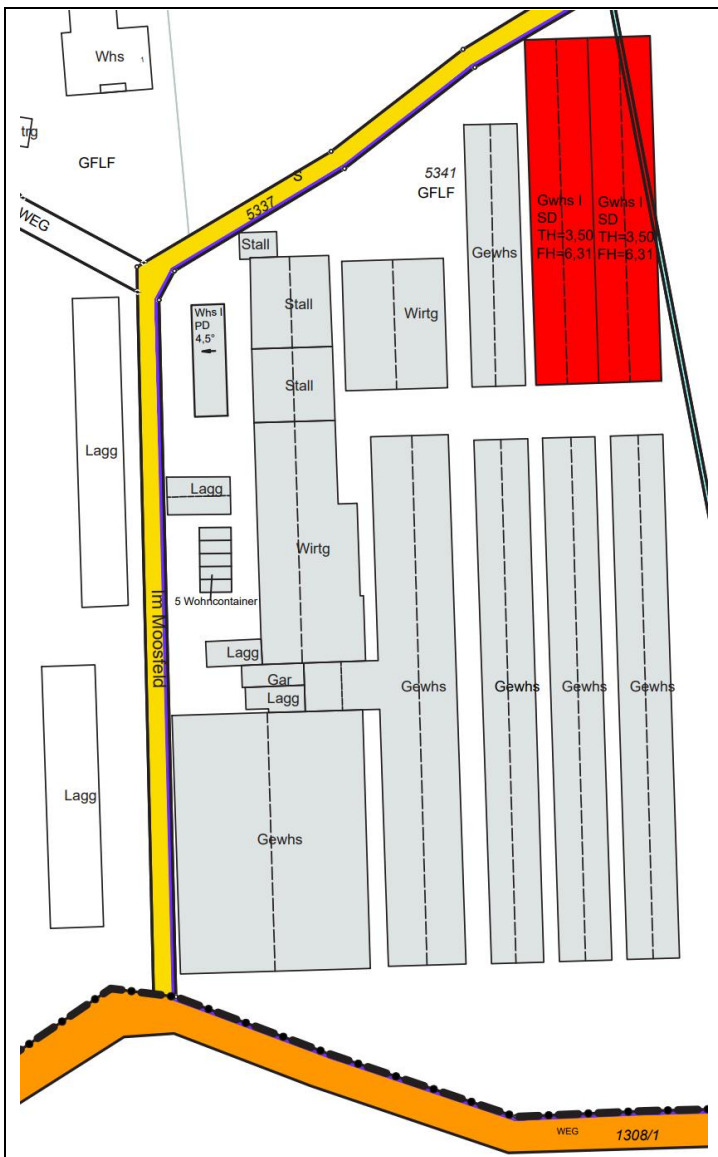 Whs
1
trg
GFLF
WEG
S
5337
5341
GFLF
Gewhs
Gwhs I
SD
TH=3,50
FH=6,31
Gwhs I
SD
TH=3,50
FH=6,31
Stall
Stall
Stall
Whs I
PD
4,5°
Wirtg
Lagg
Lagg
Wirtg
5 Wohncontainer
Im Moosfeld
Lagg
Gar
Lagg
Gewhs
Gewhs
Gewhs
Gewhs
Lagg
Gewhs
WEG
1308/1